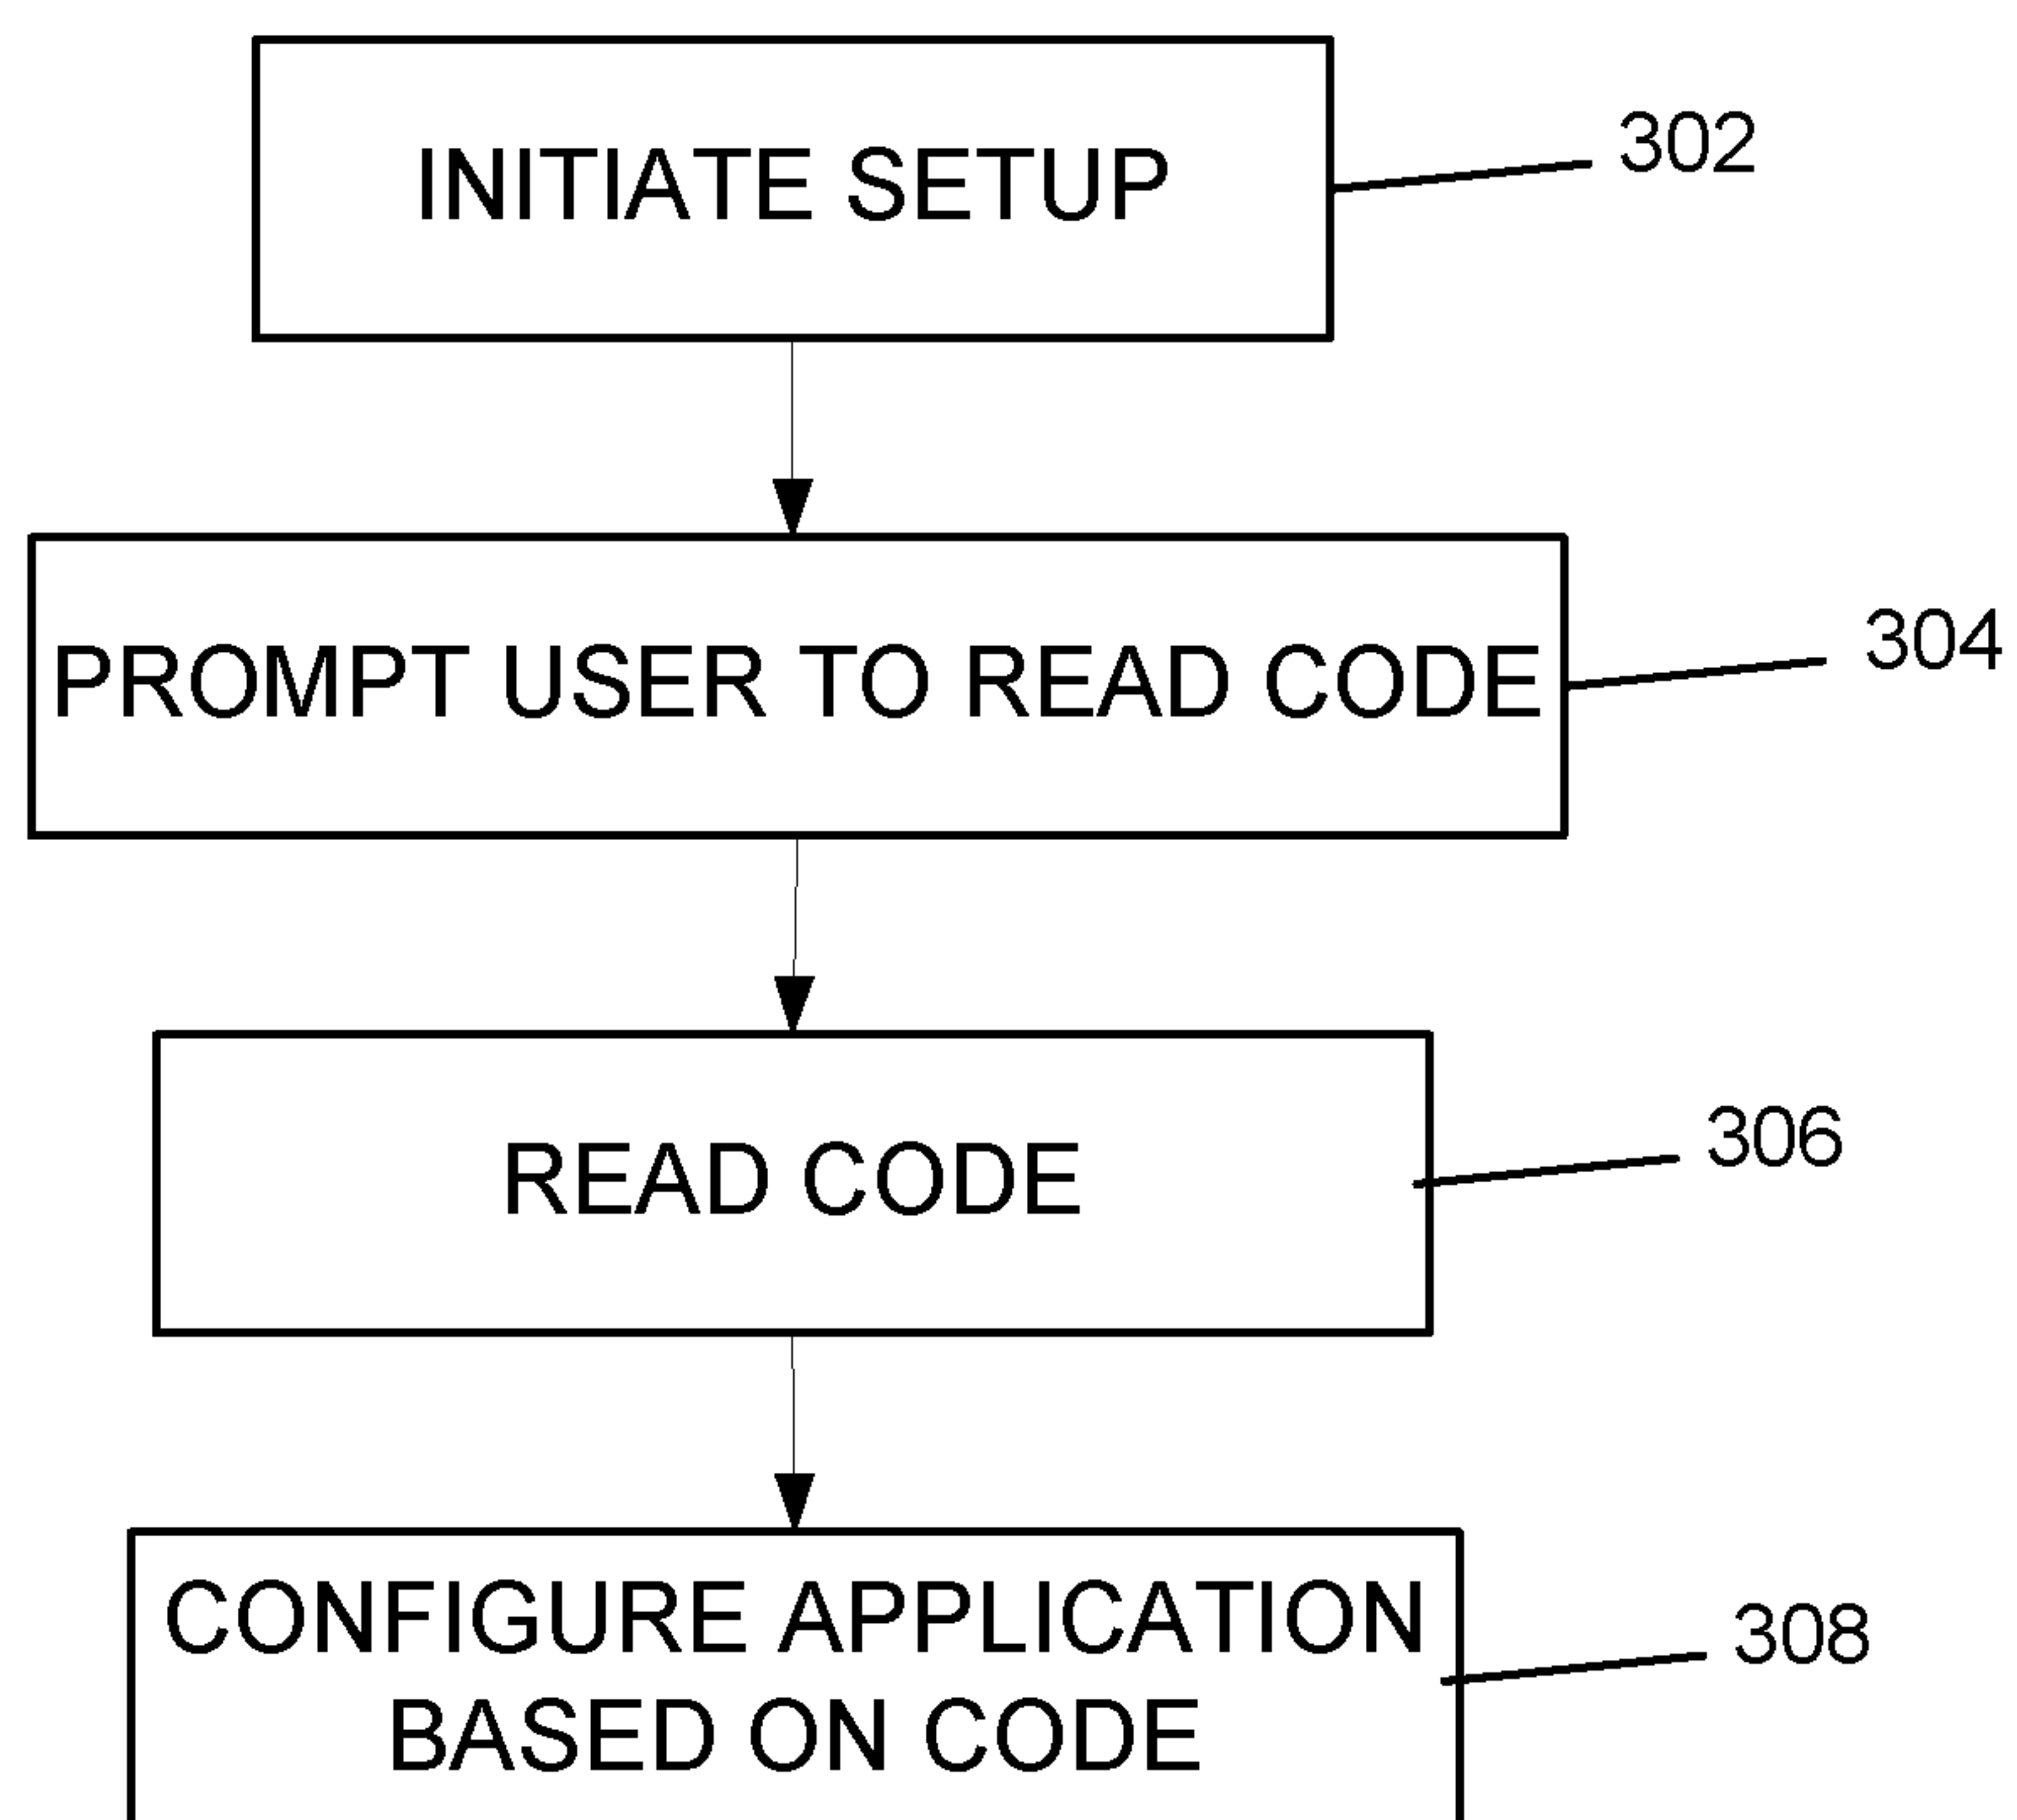 INITIATE SETUP
302
PROMPT USER TO READ CODE
304
READ CODE
306
CONFIGURE APPLICATION
BASED ON CODE
308